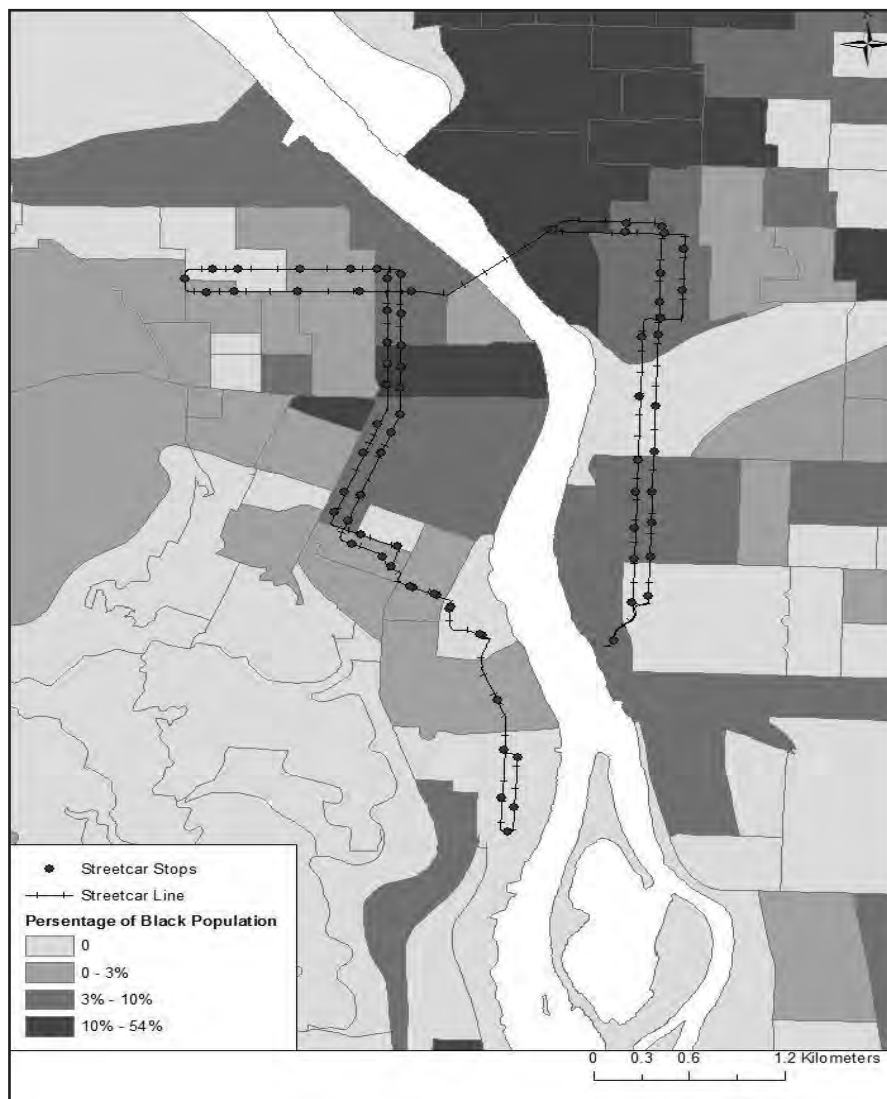 Streetcar Stops
Streetcar Line
Persentage of Black Population
0
0 - 3%
3% - 10%
10% - 54%
0 0.3 0.6 1.2 Kilometers